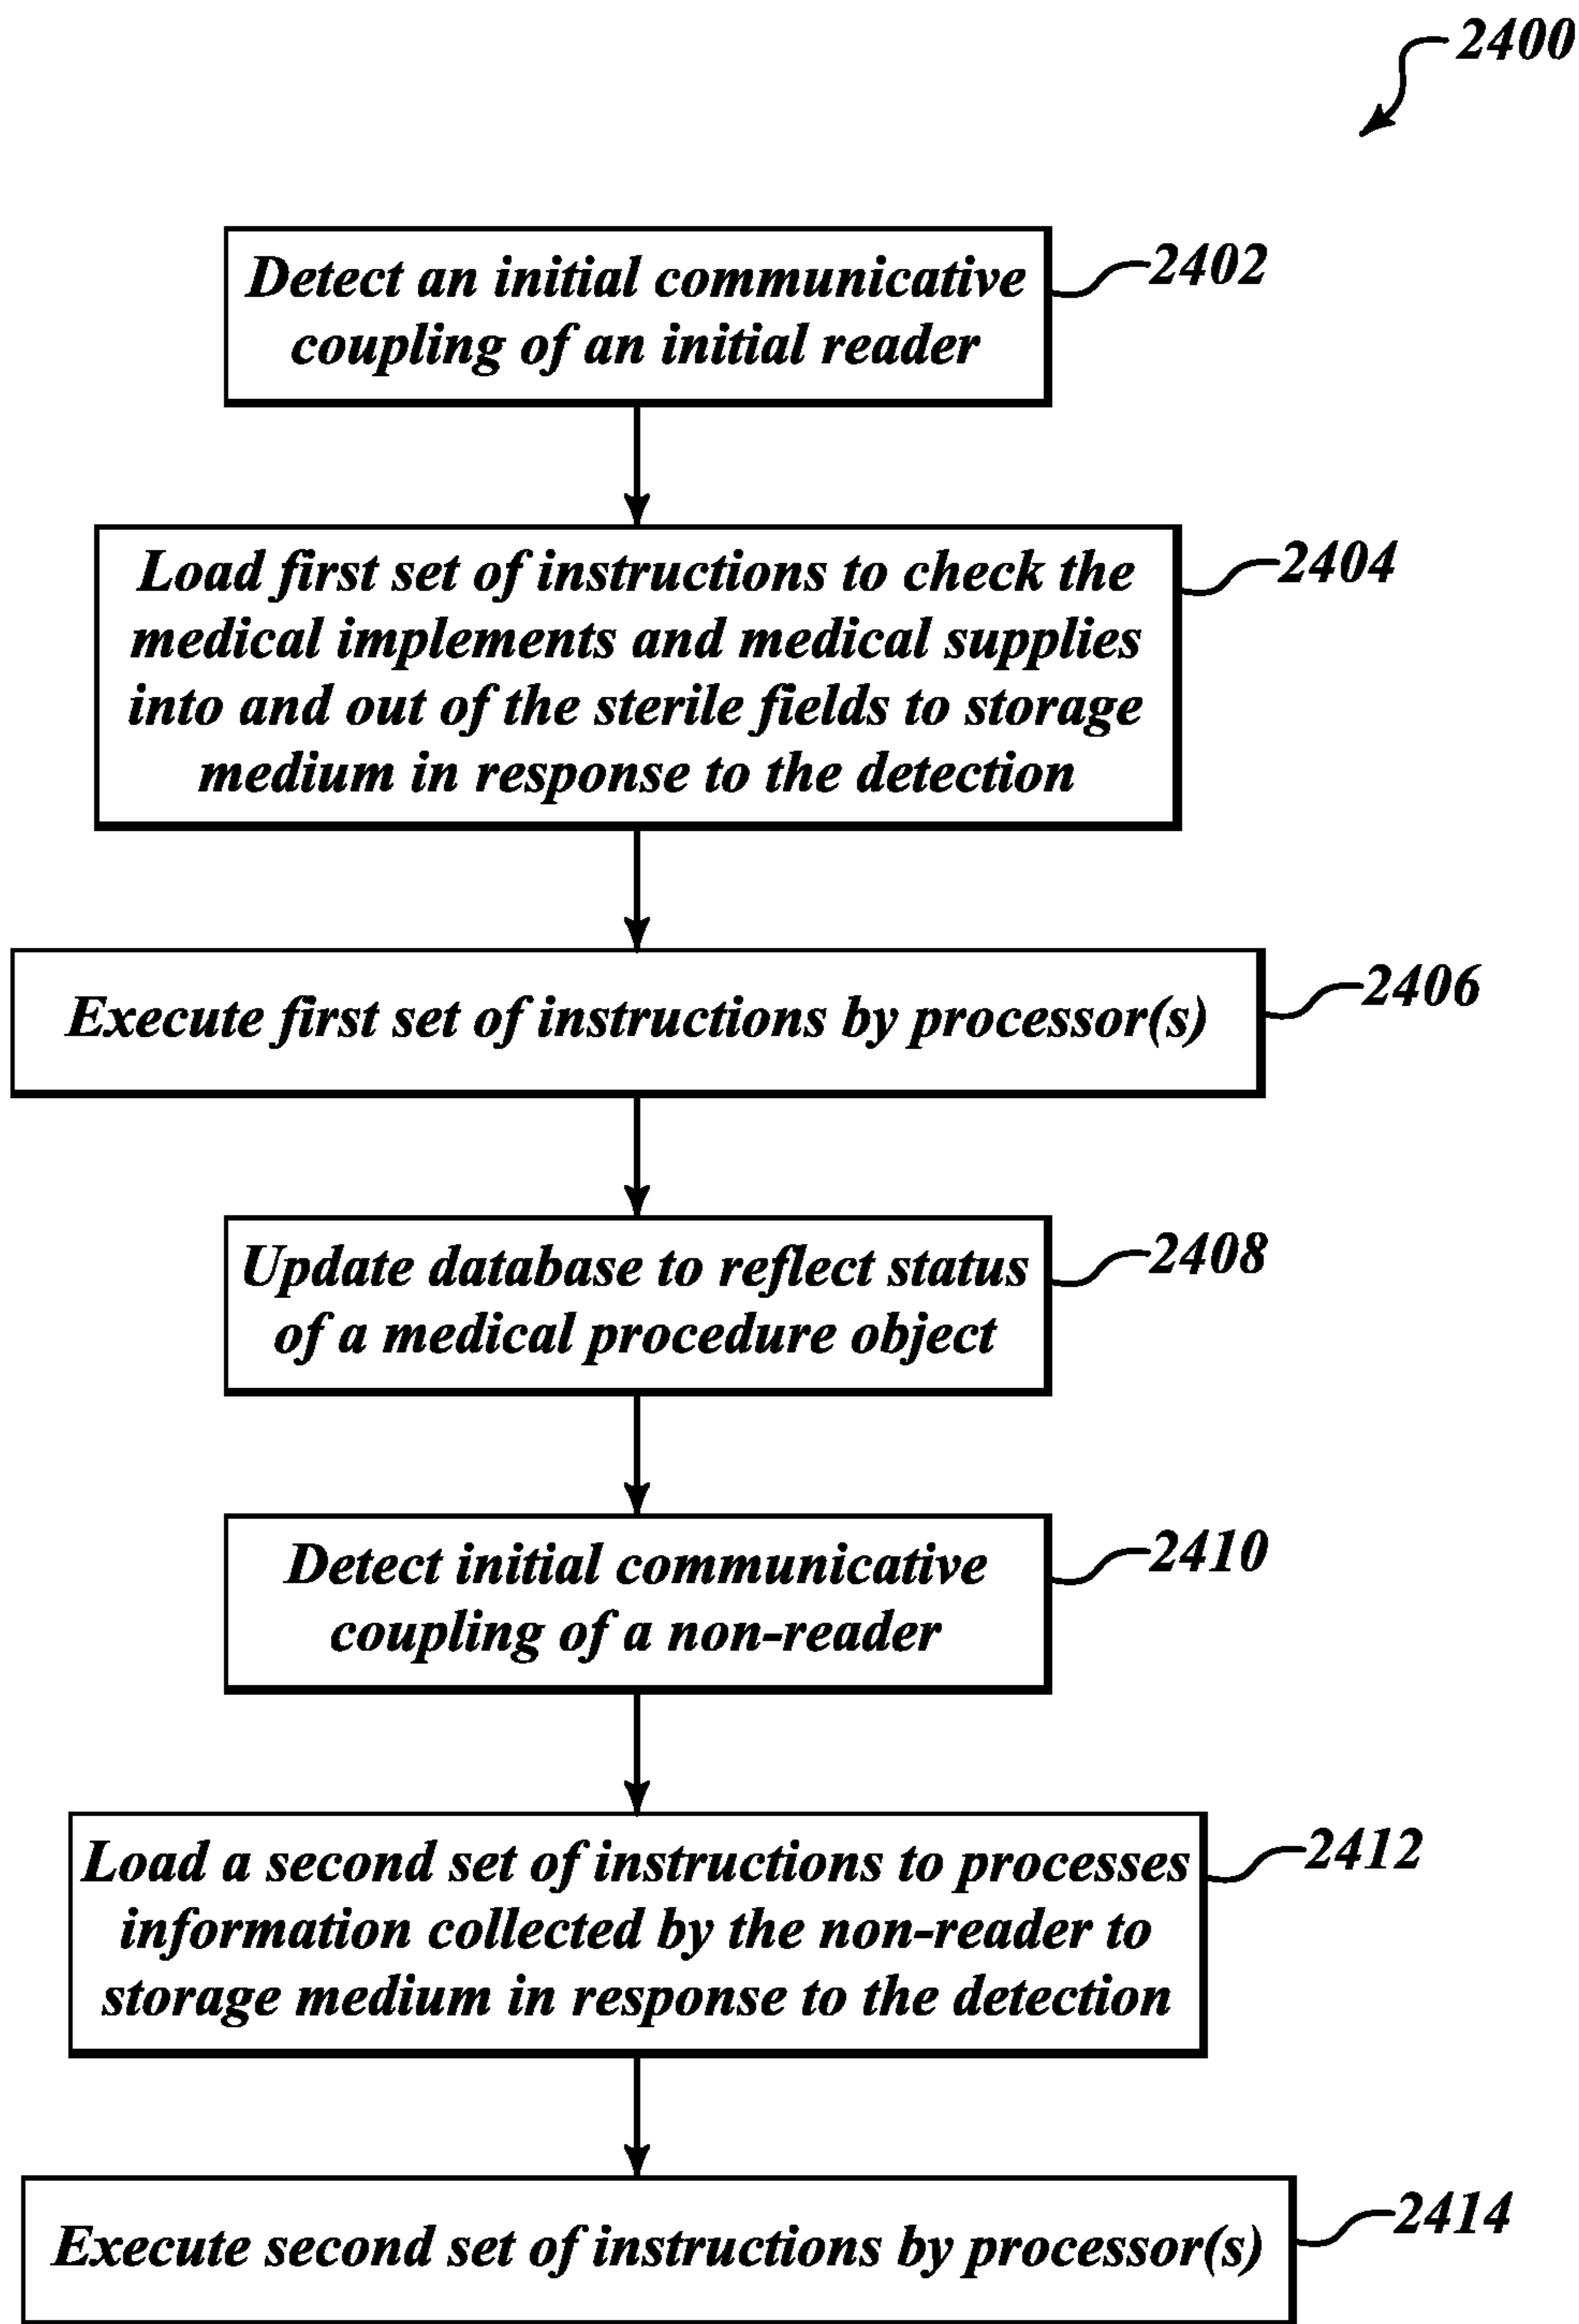 2400
Detect an initial communicative
coupling of an initial reader
2402
Load first set of instructions to check the
medical implements and medical supplies
into and out of the sterile fields to storage
medium in response to the detection
2404
Execute first set of instructions by processor(s)
2406
Update database to reflect status
of a medical procedure object
2408
Detect initial communicative
coupling of a non-reader
2410
Load a second set of instructions to processes
information collected by the non-reader to
storage medium in response to the detection
2412
Execute second set of instructions by processor(s)
2414